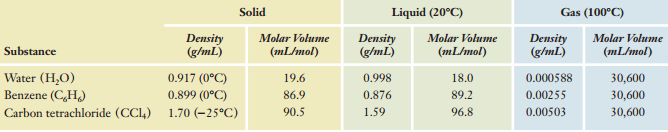 Solid Liquid (20°C) Gas (100°C)
Substance Density (g/mL) Molar Volume (mL/mol) Density (g/mL) Molar Volume (mL/mol) Density (g/mL) Molar Volume (mL/mol)
Water (H₂O) 0.917 (0°C) 19.6 0.998 18.0 0.000588 30,600
Benzene (C₆H₆) 0.899 (0°C) 86.9 0.876 89.2 0.00255 30,600
Carbon tetrachloride (CCl₄) 1.70 (−25°C) 90.5 1.59 96.8 0.00503 30,600